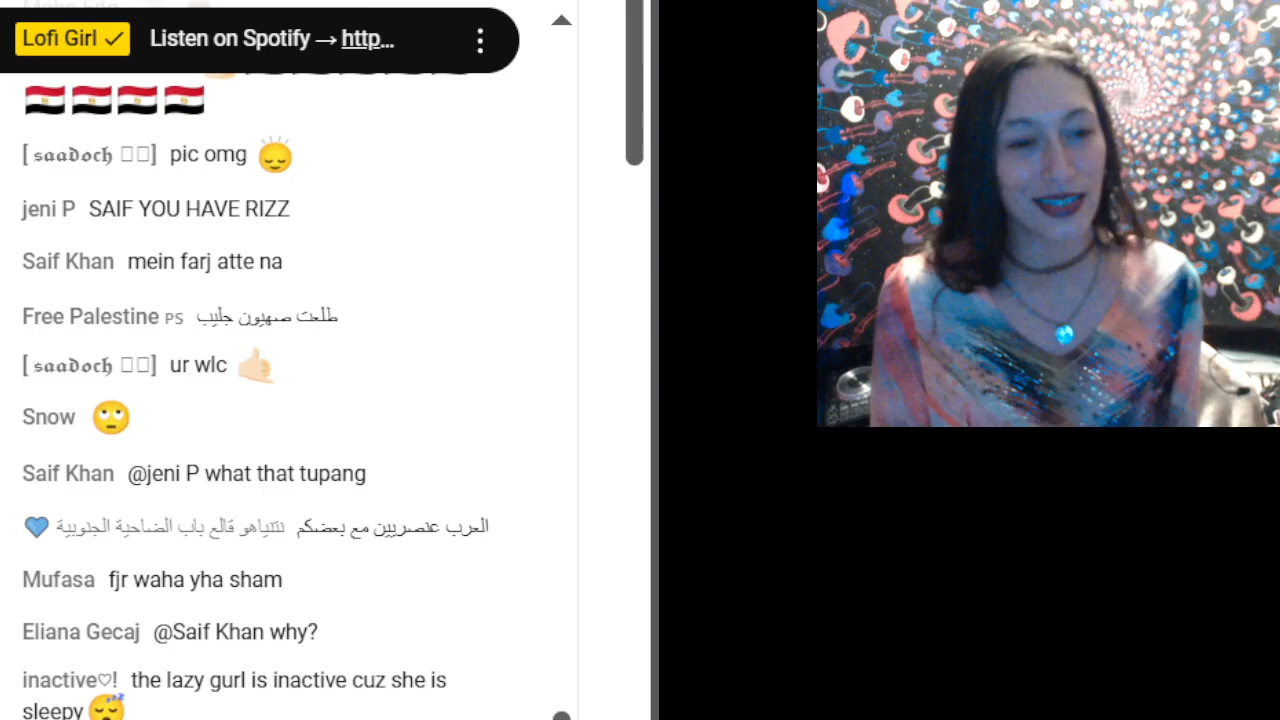 Lofi Girl ✓ Listen on Spotify → http...
🇪🇬🇪🇬🇪🇬🇪🇬
[ 𝔰𝔞𝔞𝔡𝔬𝔠𝔥 ] pic omg
jeni P SAIF YOU HAVE RIZZ
Saif Khan mein farj atte na
Free Palestine PS طلعت صهيون جليب
[ 𝔰𝔞𝔞𝔡𝔬𝔠𝔥 ] ur wlc 🤙🏻
Snow 🙄
Saif Khan @jeni P what that tupang
💙 نتنياهو قالع باب الضاحية الجنوبية العرب عنصريين مع بعضكم
Mufasa fjr waha yha sham
Eliana Gecaj @Saif Khan why?
inactive♡! the lazy gurl is inactive cuz she is
sleepy 😴